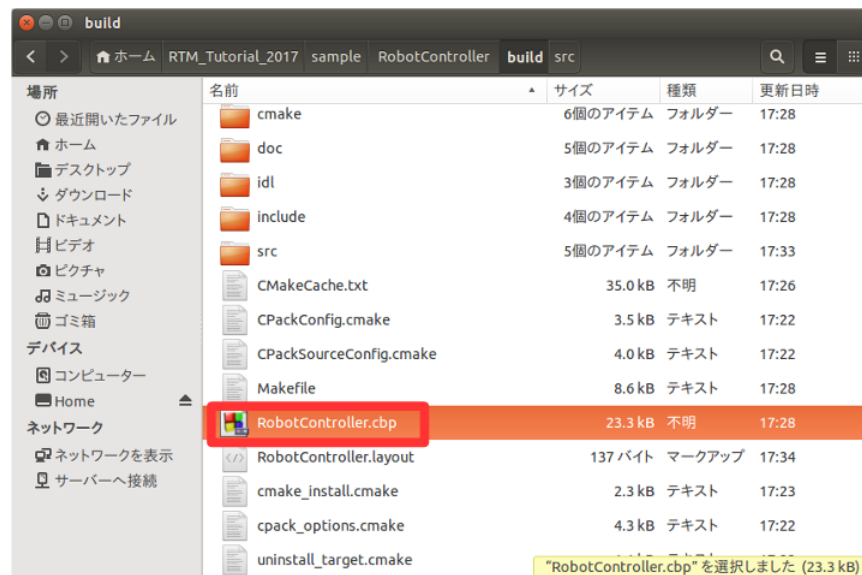 build
ホーム RTM_Tutorial_2017 sample RobotController build src
場所
最近開いたファイル
ホーム
デスクトップ
ダウンロード
ドキュメント
ビデオ
ピクチャ
ミュージック
ゴミ箱
デバイス
コンピューター
Home
ネットワーク
ネットワークを表示
サーバーへ接続
名前 サイズ 種類 更新日時
cmake 6個のアイテム フォルダー 17:28
doc 5個のアイテム フォルダー 17:28
idl 3個のアイテム フォルダー 17:28
include 4個のアイテム フォルダー 17:28
src 5個のアイテム フォルダー 17:33
CMakeCache.txt 35.0 kB 不明 17:26
CPackConfig.cmake 3.5 kB テキスト 17:22
CPackSourceConfig.cmake 4.0 kB テキスト 17:22
Makefile 8.6 kB テキスト 17:28
RobotController.cbp 23.3 kB 不明 17:28
RobotController.layout 137 バイト マークアップ 17:34
cmake_install.cmake 2.3 kB テキスト 17:23
cpack_options.cmake 4.3 kB テキスト 17:22
uninstall_target.cmake
"RobotController.cbp" を選択しました (23.3 kB)